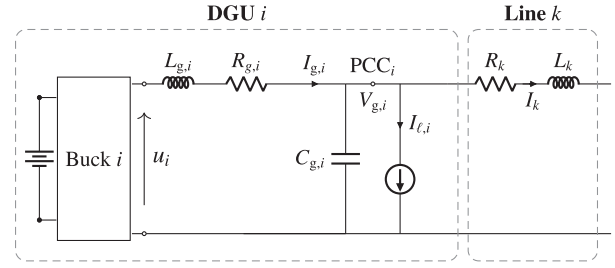 DGU i
Line k
L_{g,i}
R_{g,i}
I_{g,i}
PCC_i
V_{g,i}
R_k
L_k
I_k
I_{ℓ,i}
C_{g,i}
Buck i
u_i